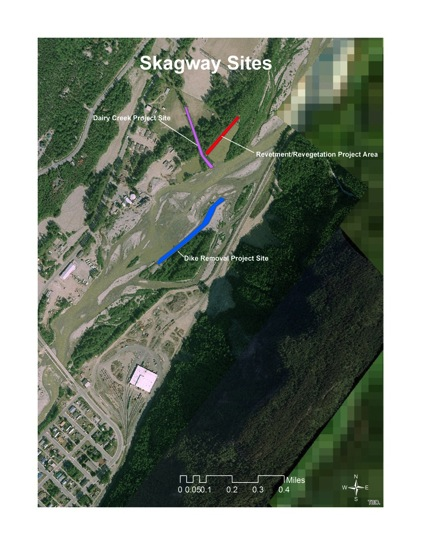 Skagway Sites
Dairy Creek Project Site
Revetment/Revegetation Project Area
Dike Removal Project Site
Miles
0 0.050.1 0.2 0.3 0.4
N
W E
S